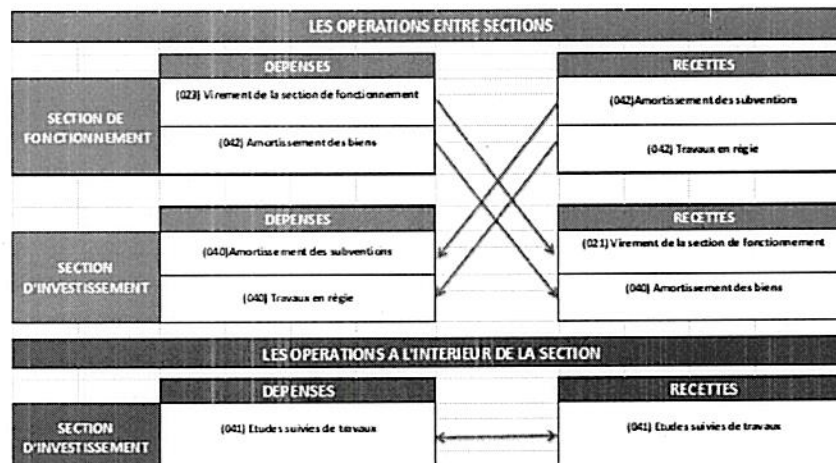 LES OPERATIONS ENTRE SECTIONS
DEPENSES
RECETTES
SECTION DE FONCTIONNEMENT
(023) Virement de la section de fonctionnement
(042)Amortissement des subventions
(042) Amortissement des biens
(042) Travaux en régie
DEPENSES
RECETTES
SECTION D'INVESTISSEMENT
(040)Amortissement des subventions
(021) Virement de la section de fonctionnement
(040) Travaux en régie
(040) Amortissement des biens
LES OPERATIONS A L'INTERIEUR DE LA SECTION
DEPENSES
RECETTES
SECTION D'INVESTISSEMENT
(041) Etudes suivies de travaux
(041) Etudes suivies de travaux